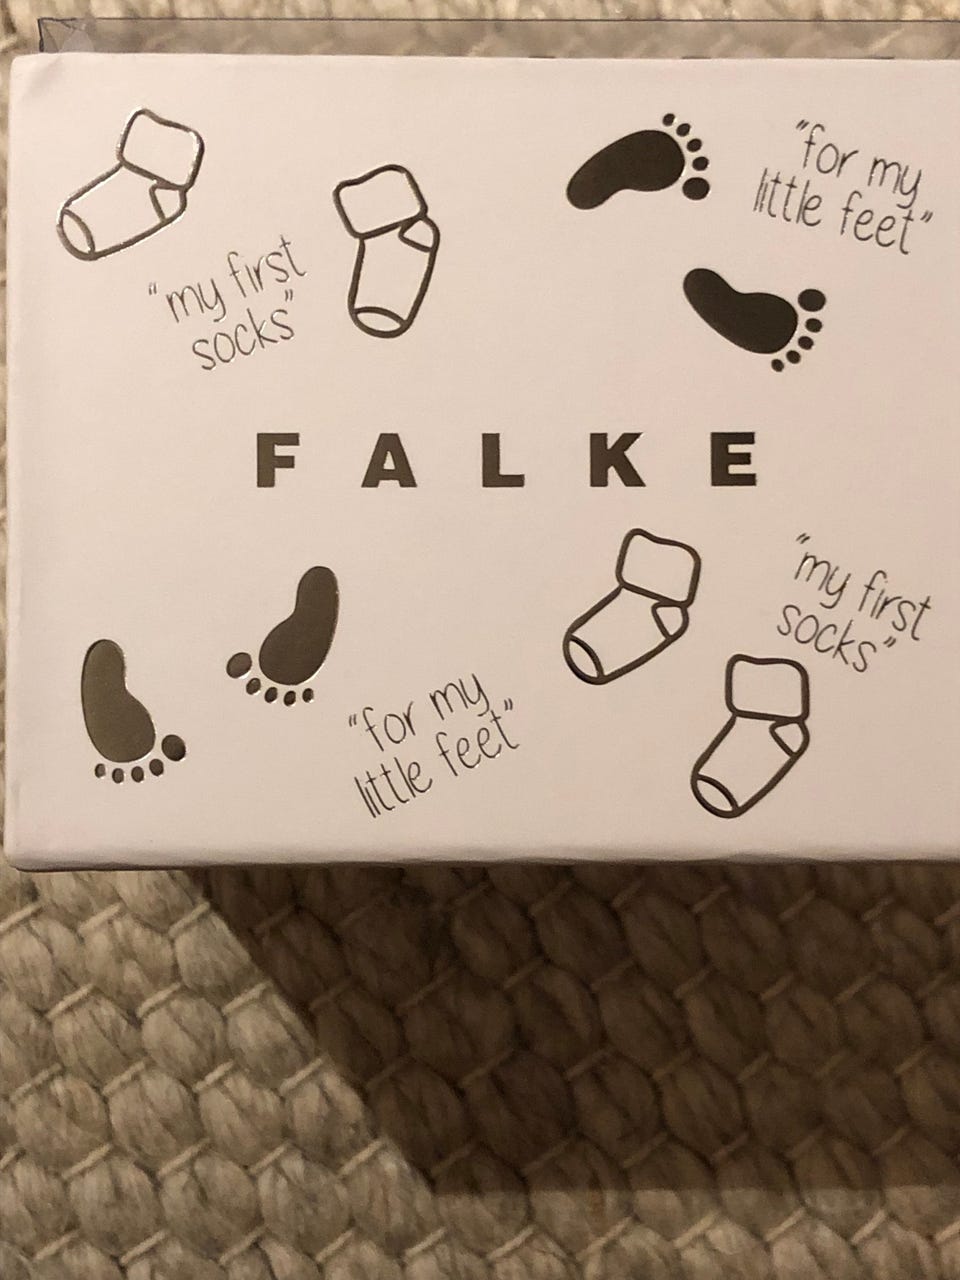 "for my
little feet"
"my first
socks"
FALKE
"my first
socks"
"for my
little feet"